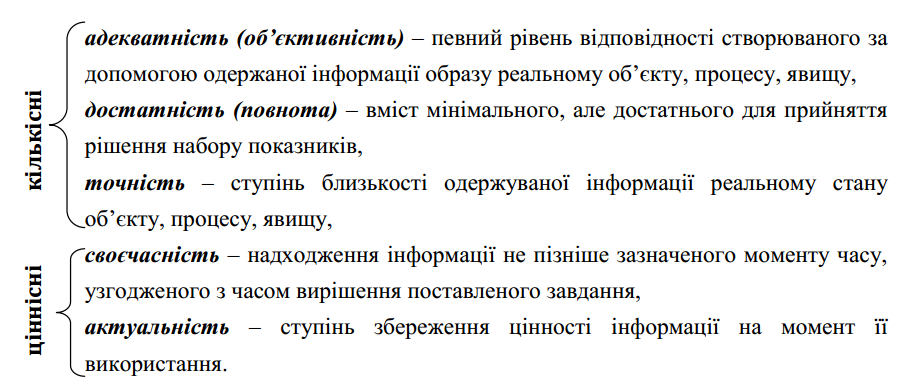 кількісні
адекватність (об’єктивність) – певний рівень відповідності створюваного за
допомогою одержаної інформації образу реальному об’єкту, процесу, явищу,
достатність (повнота) – вміст мінімального, але достатнього для прийняття
рішення набору показників,
точність – ступінь близькості одержуваної інформації реальному стану
об’єкту, процесу, явищу,
ціннісні
своєчасність – надходження інформації не пізніше зазначеного моменту часу,
узгодженого з часом вирішення поставленого завдання,
актуальність – ступінь збереження цінності інформації на момент її
використання.